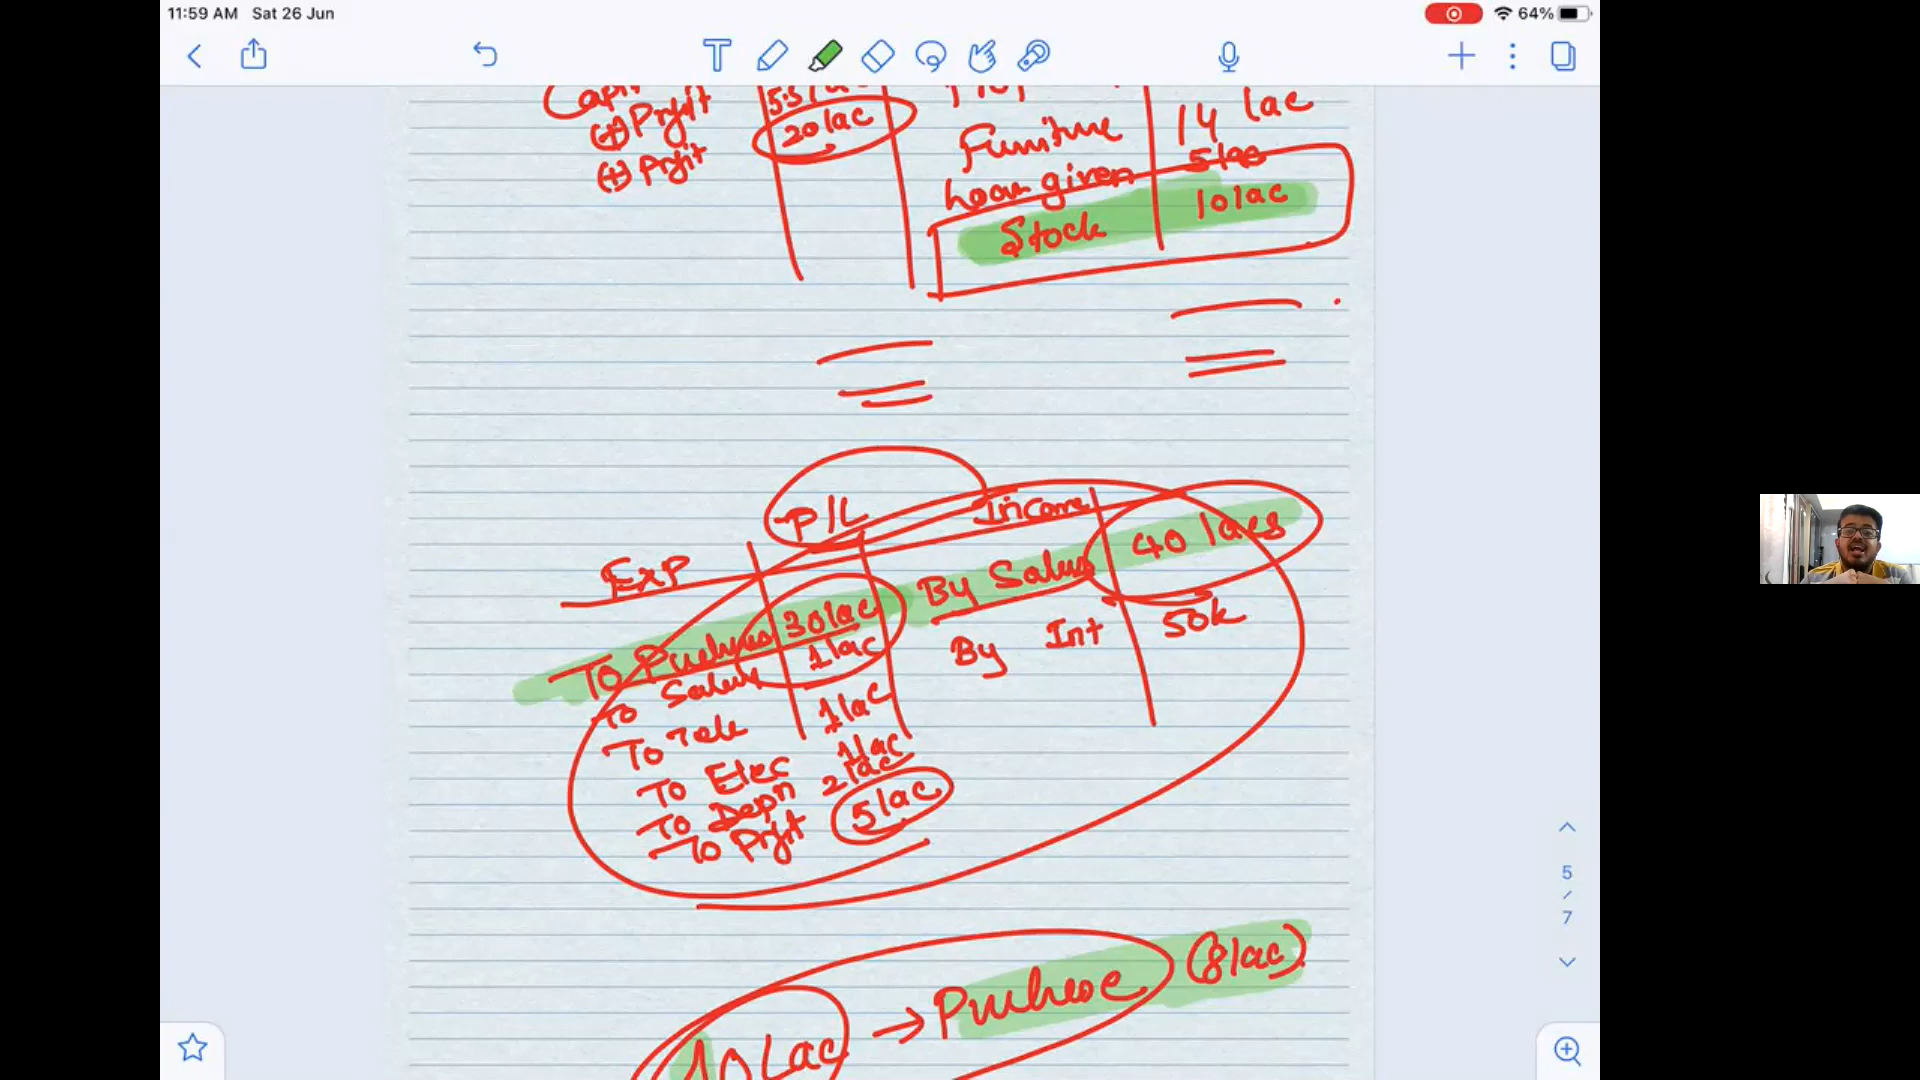 11:59 AM Sat 26 Jun 64%
(+) Profit 20 lac Furniture 14 lac
(+) Profit Loan given 5 lac
Stock 10 lac
P/L
Exp Income
By Sales 40 lacs
To Purchase 30 lac By Int 50k
To Salary 1 lac
To Tele 1 lac
To Elec 1 lac
To Depn 2 lac
To Profit 5 lac
10 Lac → Purchase (8 lac)
5
/
7